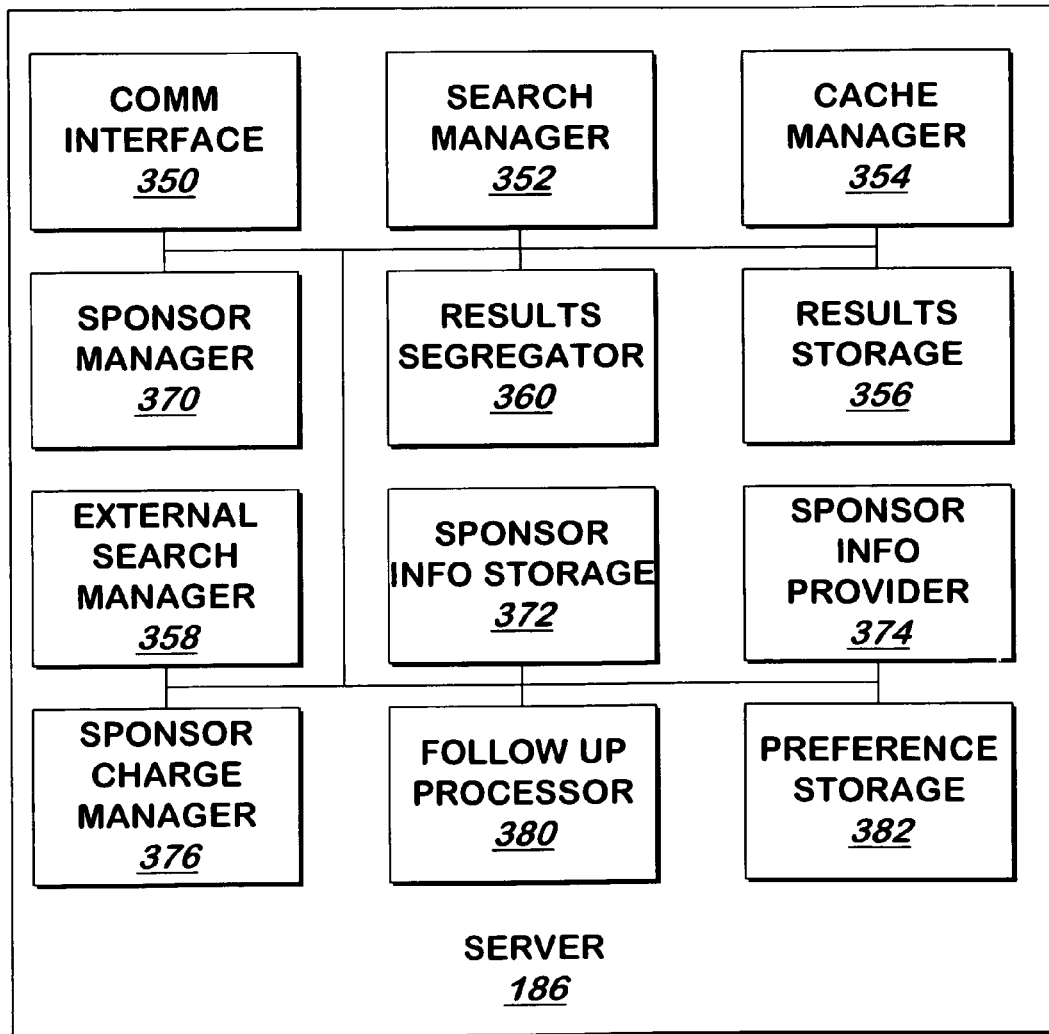 COMM
INTERFACE
350
SEARCH
MANAGER
352
CACHE
MANAGER
354
SPONSOR
MANAGER
370
RESULTS
SEGREGATOR
360
RESULTS
STORAGE
356
EXTERNAL
SEARCH
MANAGER
358
SPONSOR
INFO STORAGE
372
SPONSOR
INFO
PROVIDER
374
SPONSOR
CHARGE
MANAGER
376
FOLLOW UP
PROCESSOR
380
PREFERENCE
STORAGE
382
SERVER
186